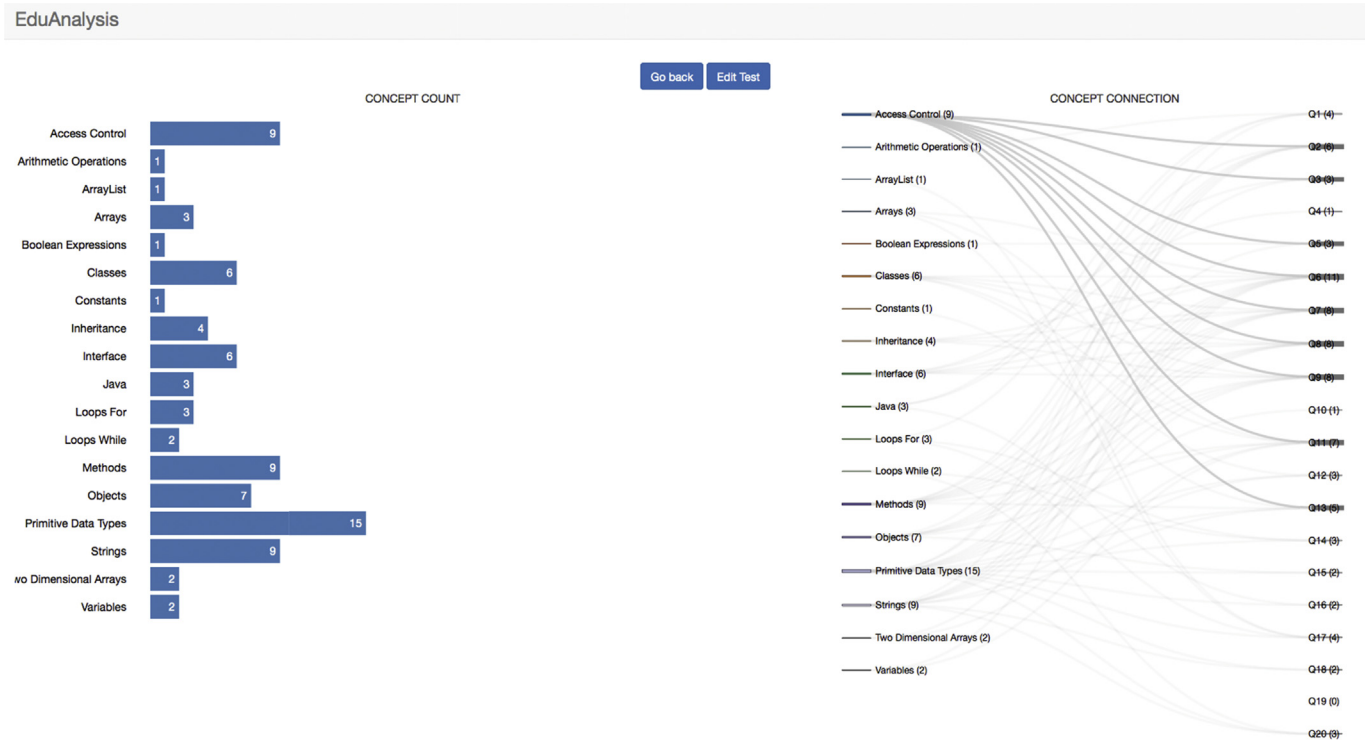 EduAnalysis
Go back
Edit Test
CONCEPT COUNT
Access Control 9
Arithmetic Operations 1
ArrayList 1
Arrays 3
Boolean Expressions 1
Classes 6
Constants 1
Inheritance 4
Interface 6
Java 3
Loops For 3
Loops While 2
Methods 9
Objects 7
Primitive Data Types 15
Strings 9
wo Dimensional Arrays 2
Variables 2
CONCEPT CONNECTION
Access Control (9)
Arithmetic Operations (1)
ArrayList (1)
Arrays (3)
Boolean Expressions (1)
Classes (6)
Constants (1)
Inheritance (4)
Interface (6)
Java (3)
Loops For (3)
Loops While (2)
Methods (9)
Objects (7)
Primitive Data Types (15)
Strings (9)
Two Dimensional Arrays (2)
Variables (2)
Q1 (4)
Q2 (6)
Q3 (3)
Q4 (1)
Q5 (3)
Q6 (11)
Q7 (8)
Q8 (8)
Q9 (8)
Q10 (1)
Q11 (7)
Q12 (3)
Q13 (5)
Q14 (3)
Q15 (2)
Q16 (2)
Q17 (4)
Q18 (2)
Q19 (0)
Q20 (3)